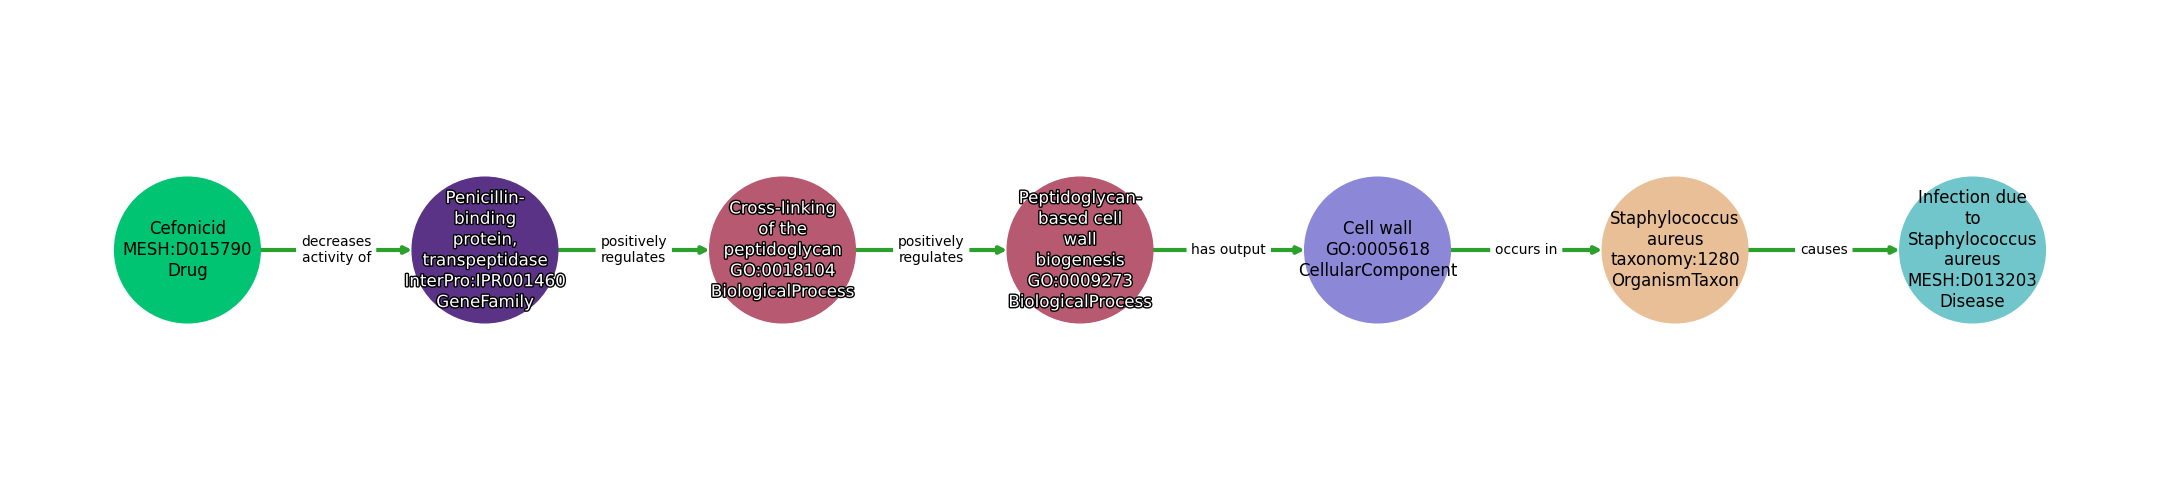 Cefonicid
MESH:D015790
Drug
decreases
activity of
Penicillin-
binding
protein,
transpeptidase
InterPro:IPR001460
GeneFamily
positively
regulates
Cross-linking
of the
peptidoglycan
GO:0018104
BiologicalProcess
positively
regulates
Peptidoglycan-
based cell
wall
biogenesis
GO:0009273
BiologicalProcess
has output
Cell wall
GO:0005618
CellularComponent
occurs in
Staphylococcus
aureus
taxonomy:1280
OrganismTaxon
causes
Infection due
to
Staphylococcus
aureus
MESH:D013203
Disease